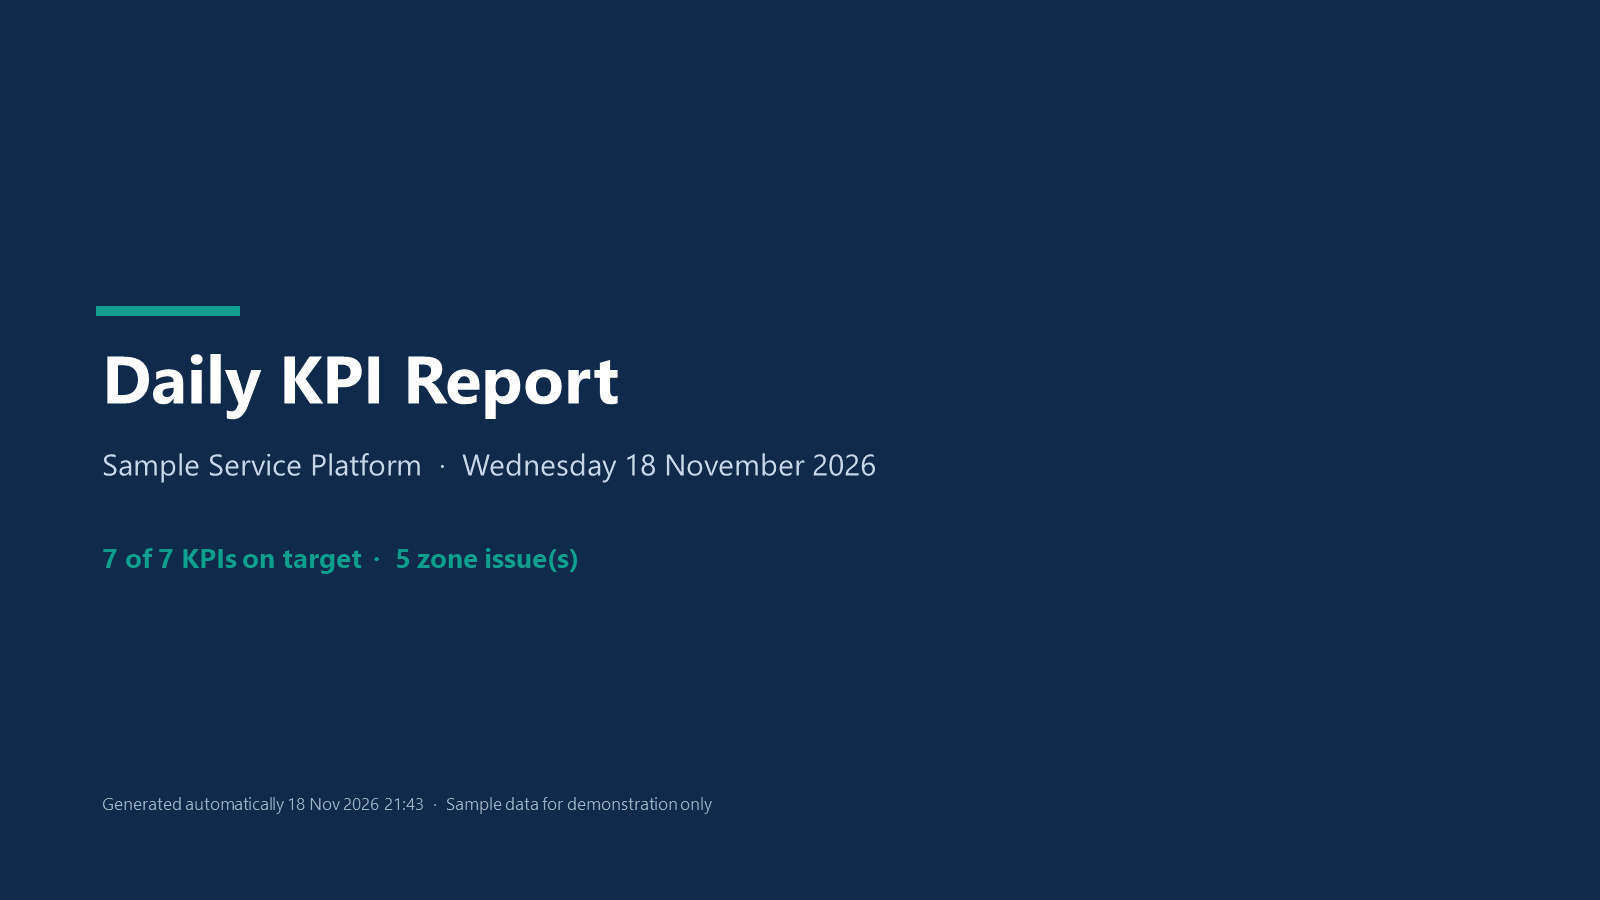 Daily KPI Report
Sample Service Platform · Wednesday 18 November 2026
7 of 7 KPIs on target · 5 zone issue(s)
Generated automatically 18 Nov 2026 21:43 · Sample data for demonstration only